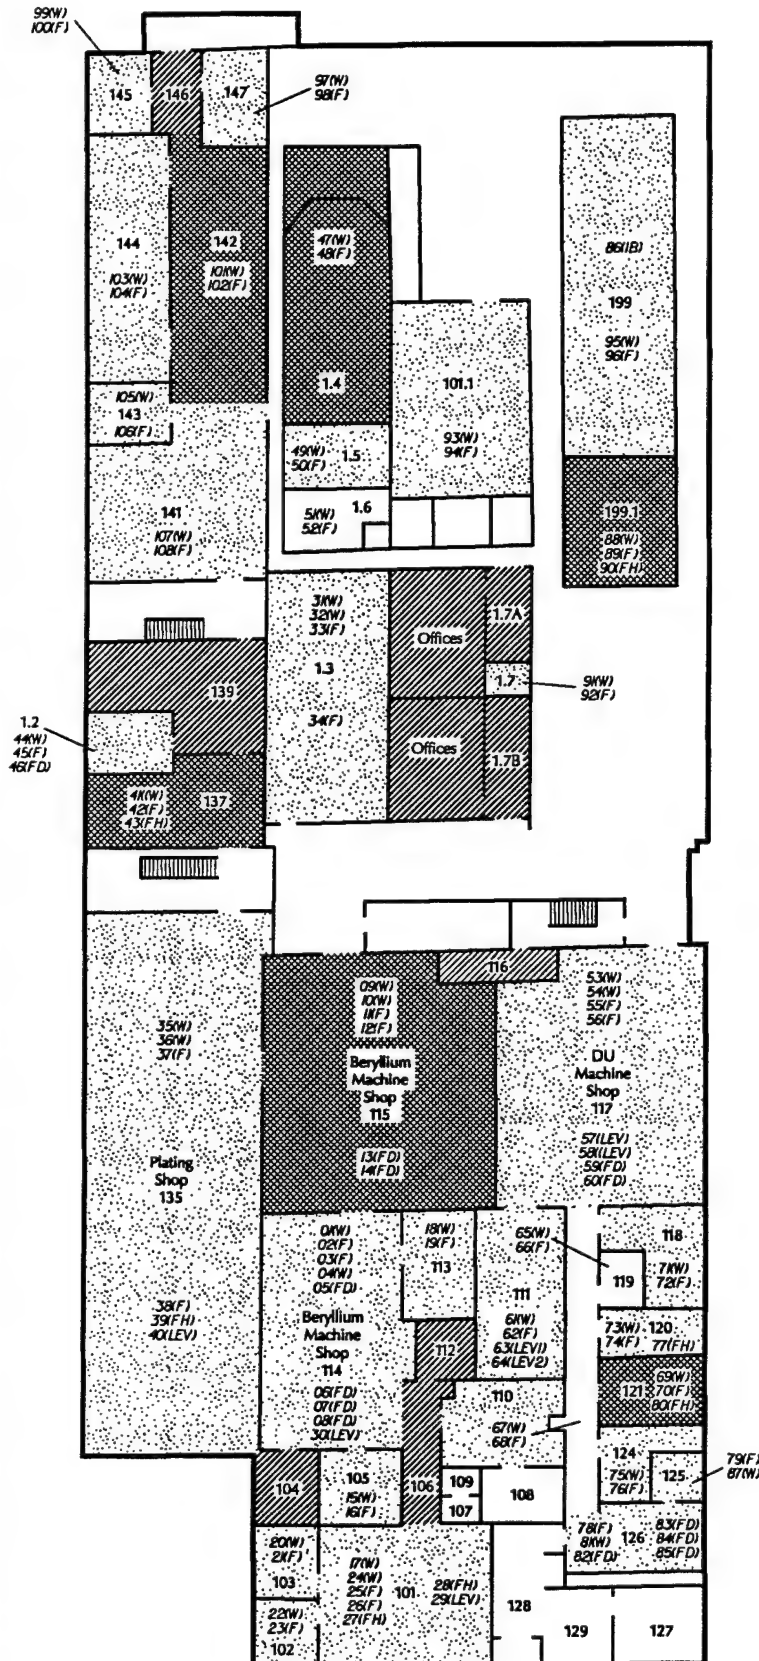 99(W)
100(F)
145
146
147
97(W)
98(F)
144
103(W)
104(F)
142
101(W)
102(F)
47(W)
48(F)
1.4
86(IB)
199
95(W)
96(F)
101.1
93(W)
94(F)
105(W)
143
106(F)
49(W)
50(F)
1.5
51(W)
52(F)
1.6
199.1
88(W)
89(F)
90(FH)
141
107(W)
108(F)
31(W)
32(W)
33(F)
1.3
34(F)
Offices
1.7A
1.7
91(W)
92(F)
Offices
1.7B
139
1.2
44(W)
45(F)
46(FD)
41(W)
42(F)
43(FH)
137
116
09(W)
10(W)
11(F)
12(F)
Beryllium
Machine
Shop
115
13(FD)
14(FD)
53(W)
54(W)
55(F)
56(F)
DU
Machine
Shop
117
57(LEV)
58(LEV)
59(FD)
60(FD)
35(W)
36(W)
37(F)
Plating
Shop
135
38(F)
39(FH)
40(LEV)
01(W)
02(F)
03(F)
04(W)
05(FD)
Beryllium
Machine
Shop
114
06(FD)
07(FD)
08(FD)
30(LEV)
18(W)
19(F)
113
65(W)
66(F)
111
61(W)
62(F)
63(LEV1)
64(LEV2)
118
119
71(W)
72(F)
73(W)
74(F)
120
77(FH)
112
121
69(W)
70(F)
80(FH)
110
67(W)
68(F)
124
75(W)
76(F)
125
79(F)
87(W)
104
105
15(W)
16(F)
106
109
107
108
78(F)
81(W)
82(FD)
126
83(FD)
84(FD)
85(FD)
20(W)
21(F)
103
22(W)
23(F)
102
17(W)
24(W)
25(F)
26(F)
27(FH)
101
28(FH)
29(LEV)
128
129
127